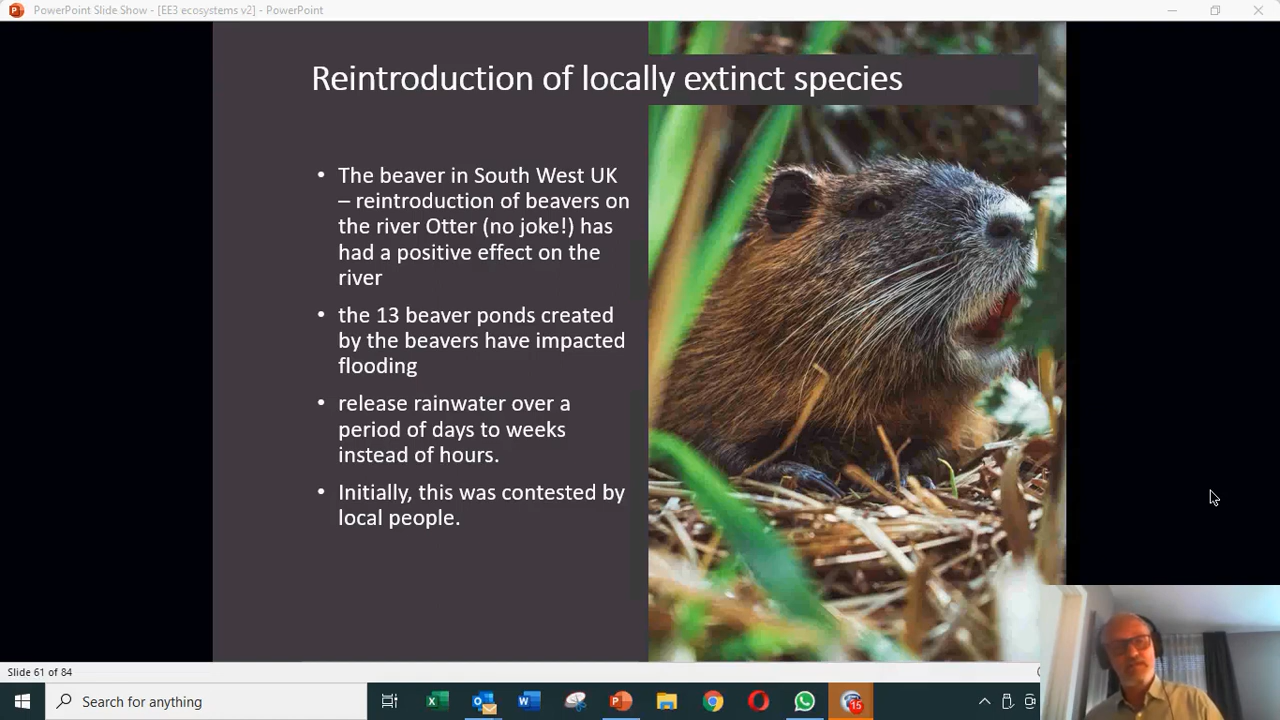 PowerPoint Slide Show - [EE3 ecosystems v2] - PowerPoint
Reintroduction of locally extinct species
• The beaver in South West UK
– reintroduction of beavers on
the river Otter (no joke!) has
had a positive effect on the
river
• the 13 beaver ponds created
by the beavers have impacted
flooding
• release rainwater over a
period of days to weeks
instead of hours.
• Initially, this was contested by
local people.
Slide 61 of 84
Search for anything
15